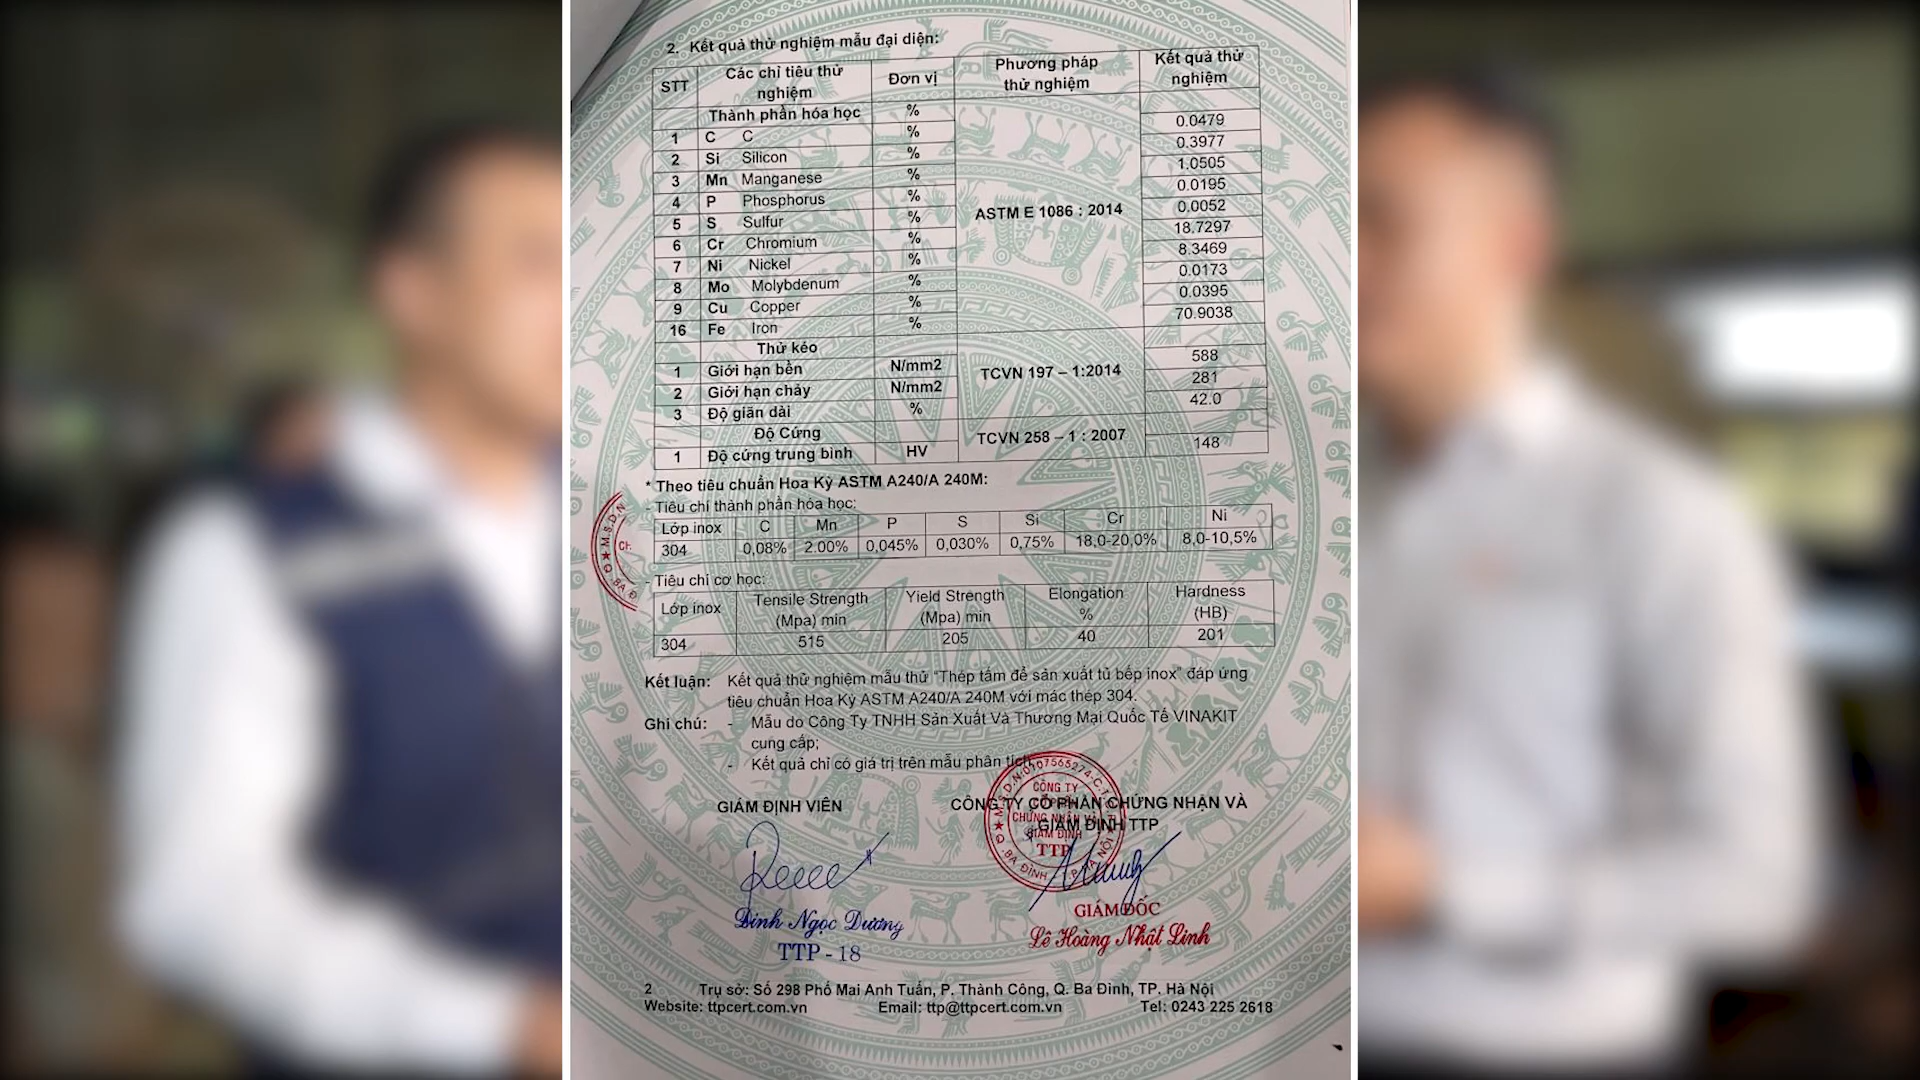 2. Kết quả thử nghiệm mẫu đại diện:
STT Các chỉ tiêu thử nghiệm Đơn vị Phương pháp thử nghiệm Kết quả thử nghiệm
Thành phần hóa học %
1 C C % 0.0479
2 Si Silicon % 0.3977
3 Mn Manganese % 1.0505
4 P Phosphorus % 0.0195
5 S Sulfur % ASTM E 1086 : 2014 0.0052
6 Cr Chromium % 18.7297
7 Ni Nickel % 8.3469
8 Mo Molybdenum % 0.0173
9 Cu Copper % 0.0395
16 Fe Iron % 70.9038
Thử kéo
1 Giới hạn bền N/mm2 588
2 Giới hạn chảy N/mm2 TCVN 197 – 1:2014 281
3 Độ giãn dài % 42.0
Độ Cứng
1 Độ cứng trung bình HV TCVN 258 – 1 : 2007 148
* Theo tiêu chuẩn Hoa Kỳ ASTM A240/A 240M:
- Tiêu chí thành phần hóa học:
Lớp inox C Mn P S Si Cr Ni
304 0,08% 2.00% 0,045% 0,030% 0,75% 18,0-20,0% 8,0-10,5%
- Tiêu chí cơ học:
Lớp inox Tensile Strength (Mpa) min Yield Strength (Mpa) min Elongation % Hardness (HB)
304 515 205 40 201
Kết luận: Kết quả thử nghiệm mẫu thử "Thép tấm để sản xuất tủ bếp inox" đáp ứng
tiêu chuẩn Hoa Kỳ ASTM A240/A 240M với mác thép 304.
Ghi chú: - Mẫu do Công Ty TNHH Sản Xuất Và Thương Mại Quốc Tế VINAKIT
cung cấp;
- Kết quả chỉ có giá trị trên mẫu phân tích.
GIÁM ĐỊNH VIÊN
CÔNG TY CỔ PHẦN CHỨNG NHẬN VÀ
GIÁM ĐỊNH TTP
M.S.D.N:0107565274-C.T
CÔNG TY
CHỨNG NHẬN VÀ
GIÁM ĐỊNH
TTP
Q. BA ĐÌNH T.P HÀ NỘI
Đinh Ngọc Dương
TTP - 18
GIÁM ĐỐC
Lê Hoàng Nhật Linh
2 Trụ sở: Số 298 Phố Mai Anh Tuấn, P. Thành Công, Q. Ba Đình, TP. Hà Nội
Website: ttpcert.com.vn Email: ttp@ttpcert.com.vn Tel: 0243 225 2618